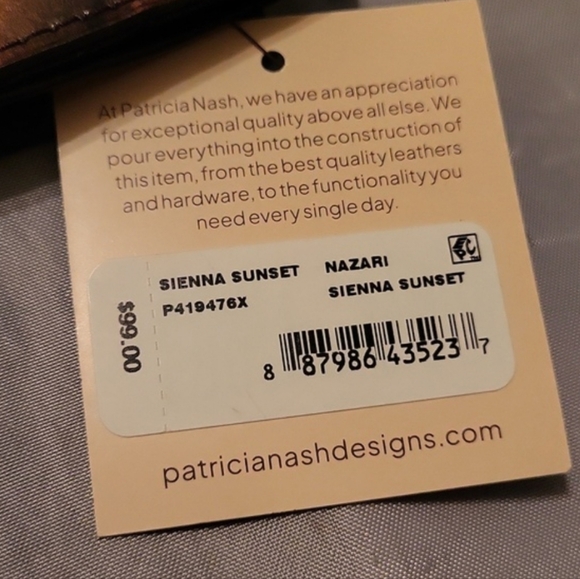 At Patricia Nash, we have an appreciation
for exceptional quality above all else. We
pour everything into the construction of
this item, from the best quality leathers
and hardware, to the functionality you
need every single day.
$99.00
SIENNA SUNSET NAZARI
P419476X SIENNA SUNSET
8 87986 43523 7
patricianashdesigns.com